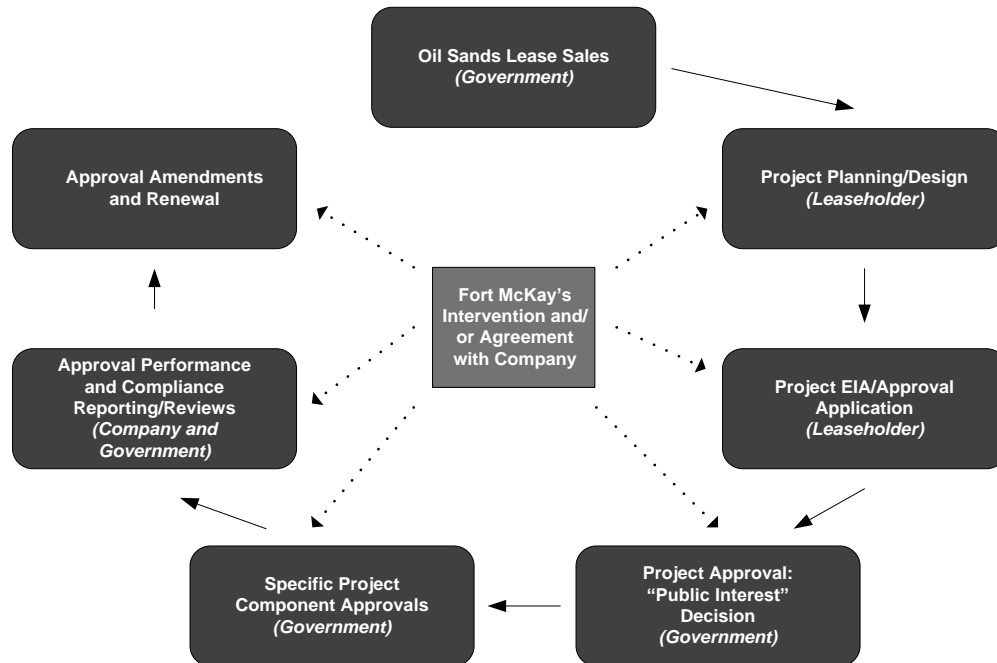 Oil Sands Lease Sales
(Government)
Project Planning/Design
(Leaseholder)
Project EIA/Approval
Application
(Leaseholder)
Project Approval:
“Public Interest”
Decision
(Government)
Specific Project
Component Approvals
(Government)
Approval Performance
and Compliance
Reporting/Reviews
(Company and
Government)
Approval Amendments
and Renewal
Fort McKay’s
Intervention and/
or Agreement
with Company